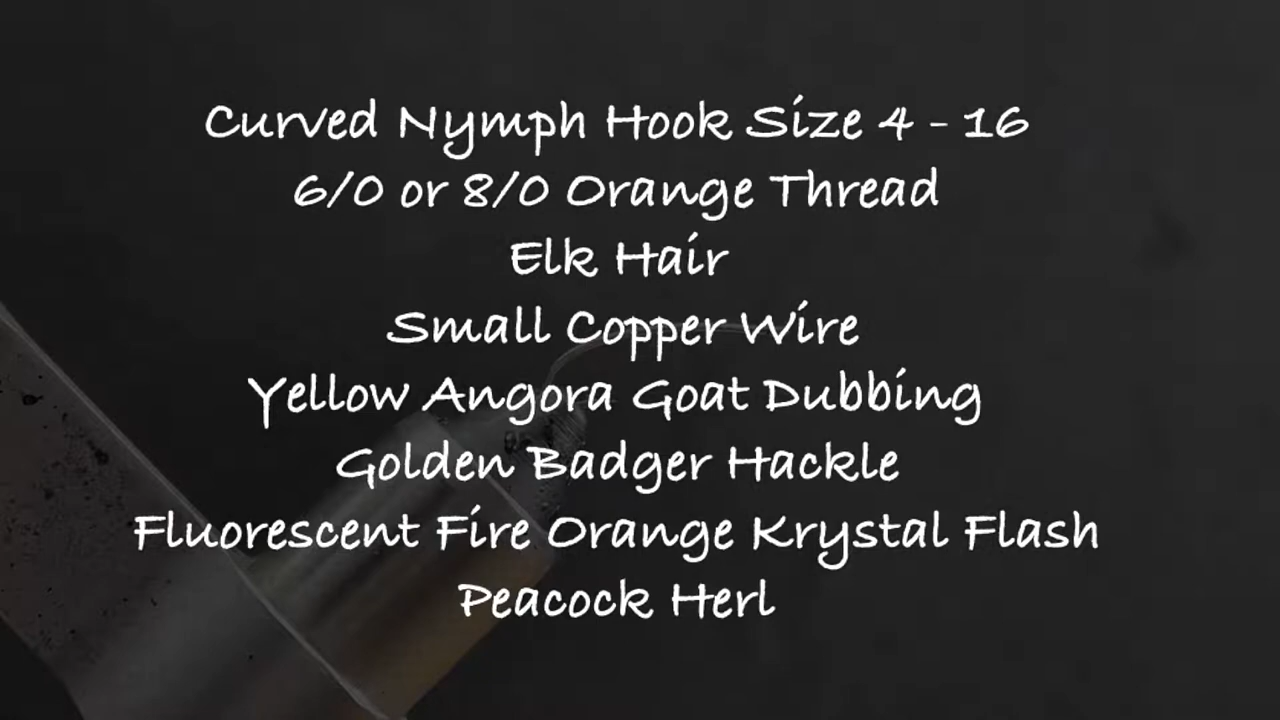 Curved Nymph Hook Size 4 - 16
6/0 or 8/0 Orange Thread
Elk Hair
Small Copper Wire
Yellow Angora Goat Dubbing
Golden Badger Hackle
Fluorescent Fire Orange Krystal Flash
Peacock Herl